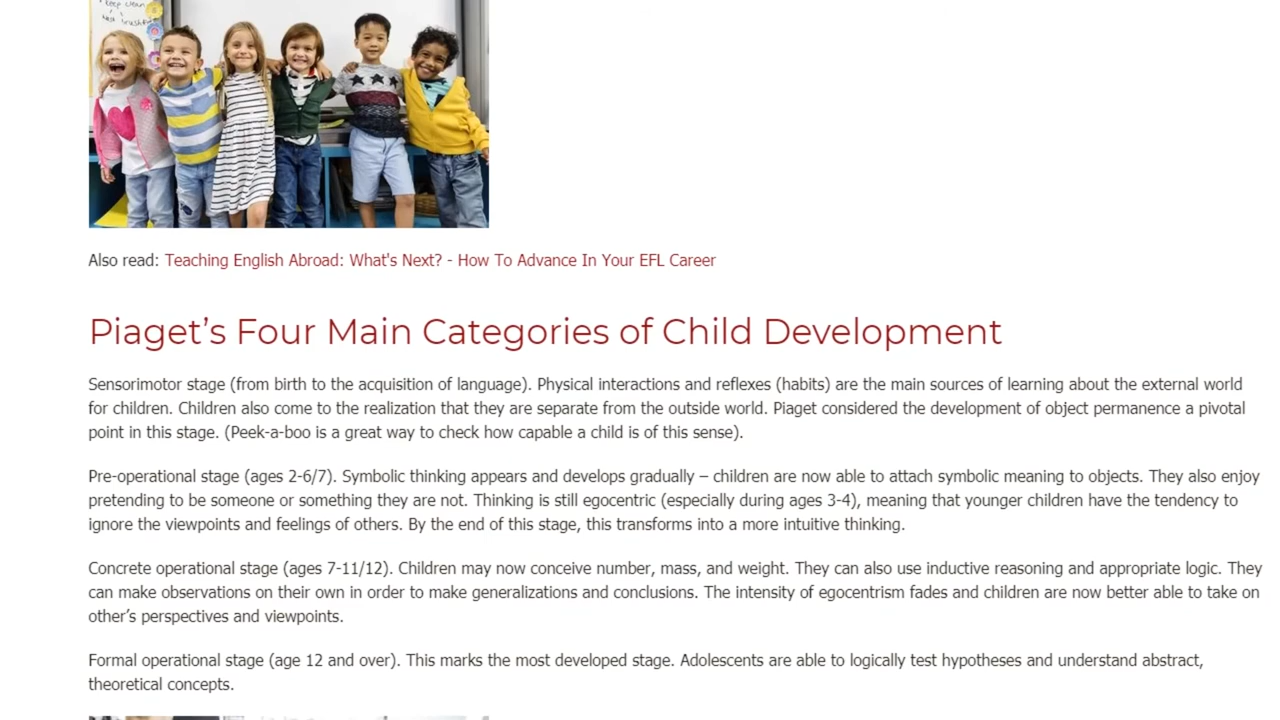 keep clean
Also read: Teaching English Abroad: What's Next? - How To Advance In Your EFL Career
Piaget’s Four Main Categories of Child Development
Sensorimotor stage (from birth to the acquisition of language). Physical interactions and reflexes (habits) are the main sources of learning about the external world
for children. Children also come to the realization that they are separate from the outside world. Piaget considered the development of object permanence a pivotal
point in this stage. (Peek-a-boo is a great way to check how capable a child is of this sense).
Pre-operational stage (ages 2-6/7). Symbolic thinking appears and develops gradually – children are now able to attach symbolic meaning to objects. They also enjoy
pretending to be someone or something they are not. Thinking is still egocentric (especially during ages 3-4), meaning that younger children have the tendency to
ignore the viewpoints and feelings of others. By the end of this stage, this transforms into a more intuitive thinking.
Concrete operational stage (ages 7-11/12). Children may now conceive number, mass, and weight. They can also use inductive reasoning and appropriate logic. They
can make observations on their own in order to make generalizations and conclusions. The intensity of egocentrism fades and children are now better able to take on
other’s perspectives and viewpoints.
Formal operational stage (age 12 and over). This marks the most developed stage. Adolescents are able to logically test hypotheses and understand abstract,
theoretical concepts.